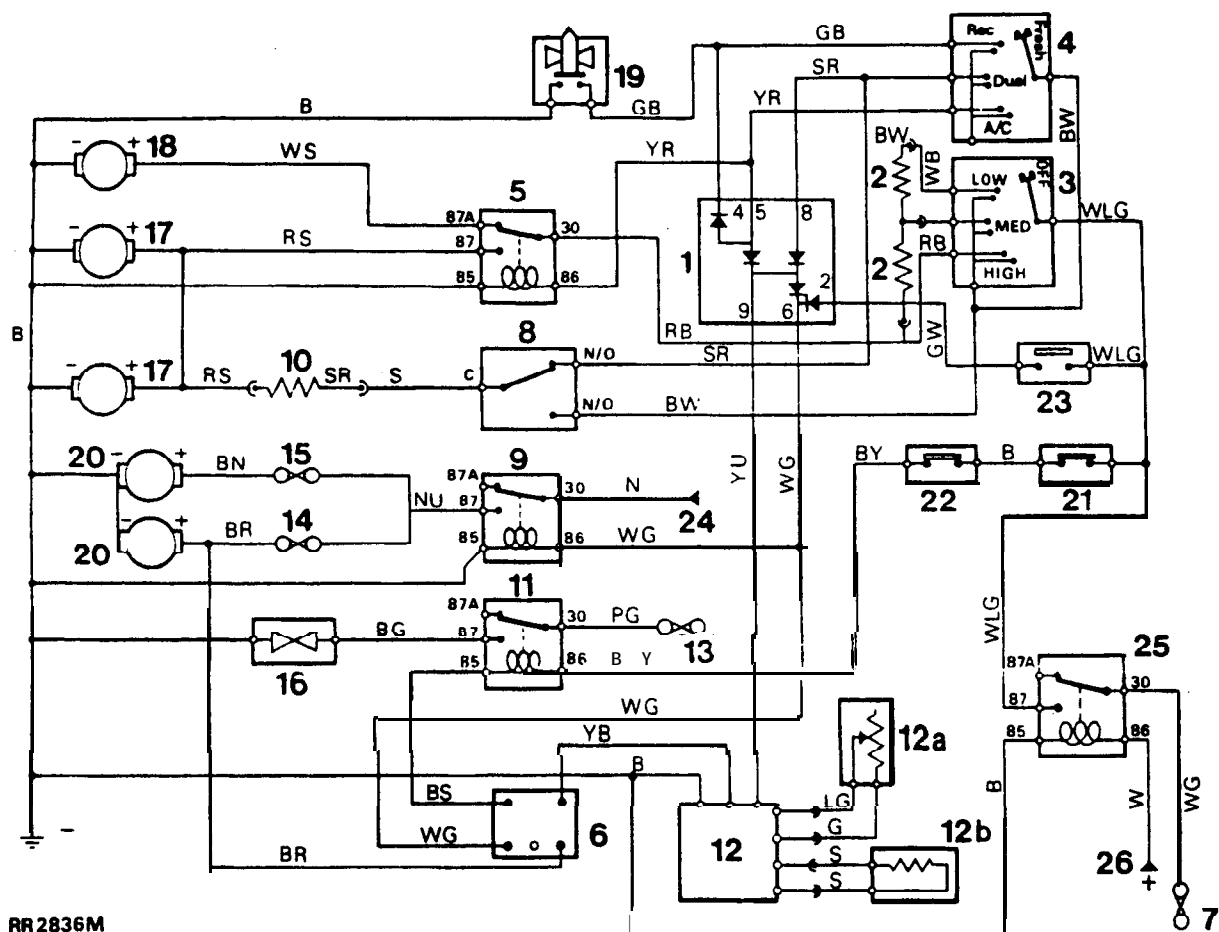 GB
Rec
Fresh
4
19
SR
Dual
B
GB
YR
A/C
BW
- + 18
WS
YR
BW
WB
2
LOW
OFF
3
5
MED
WLG
87A
30
4 5 8
- + 17
RS
87
1
2
RB
HIGH
85
86
2
9 6
B
8
RB
GW
N/O
SR
WLG
- + 17
RS
10
SR
S
C
23
N/O
BW
20
- +
BN
15
9
BY
B
87A
30
N
YU
WG
NU
87
24
22
21
- +
BR
14
20
85
86
WG
11
87A
30
PG
WLG
25
BG
87
13
87A
30
16
85
86
B Y
87
WG
12a
85
86
YB
B
BS
LG
B
W
WG
WG
6
12
G
12b
BR
S
26
+
S
-
7
RR2836M